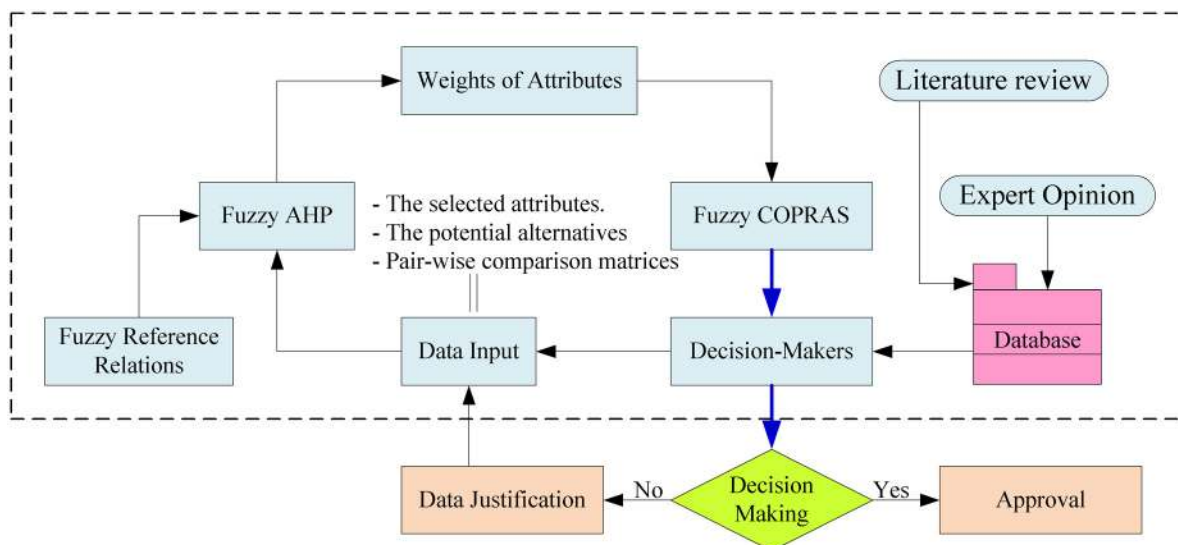 Weights of Attributes
Literature review
Fuzzy AHP
- The selected attributes.
- The potential alternatives
- Pair-wise comparison matrices
Fuzzy COPRAS
Expert Opinion
Fuzzy Reference
Relations
Data Input
Decision-Makers
Database
Data Justification
No
Decision
Making
Yes
Approval